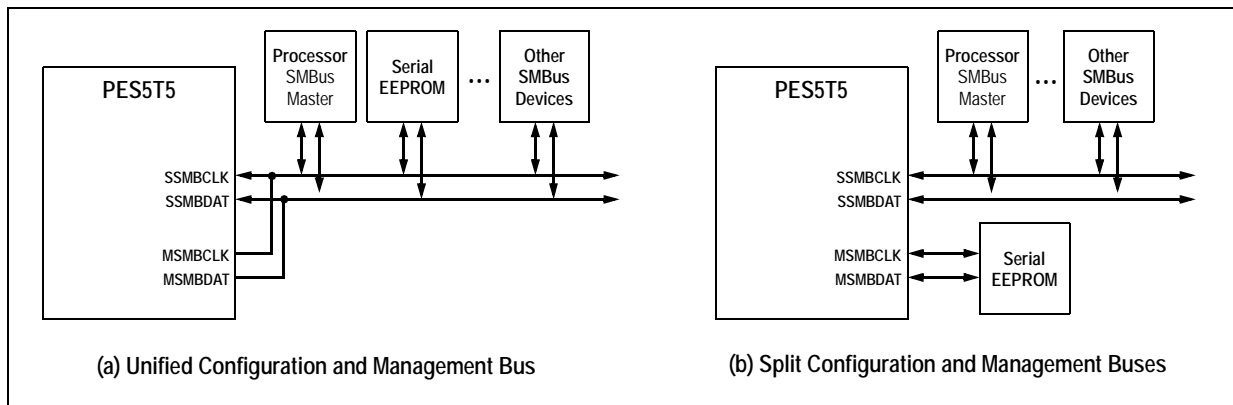 PES5T5
Processor
SMBus
Master
Serial
EEPROM
...
Other
SMBus
Devices
SSMBCLK
SSMBDAT
MSMBCLK
MSMBDAT
(a) Unified Configuration and Management Bus
PES5T5
Processor
SMBus
Master
...
Other
SMBus
Devices
SSMBCLK
SSMBDAT
MSMBCLK
MSMBDAT
Serial
EEPROM
(b) Split Configuration and Management Buses